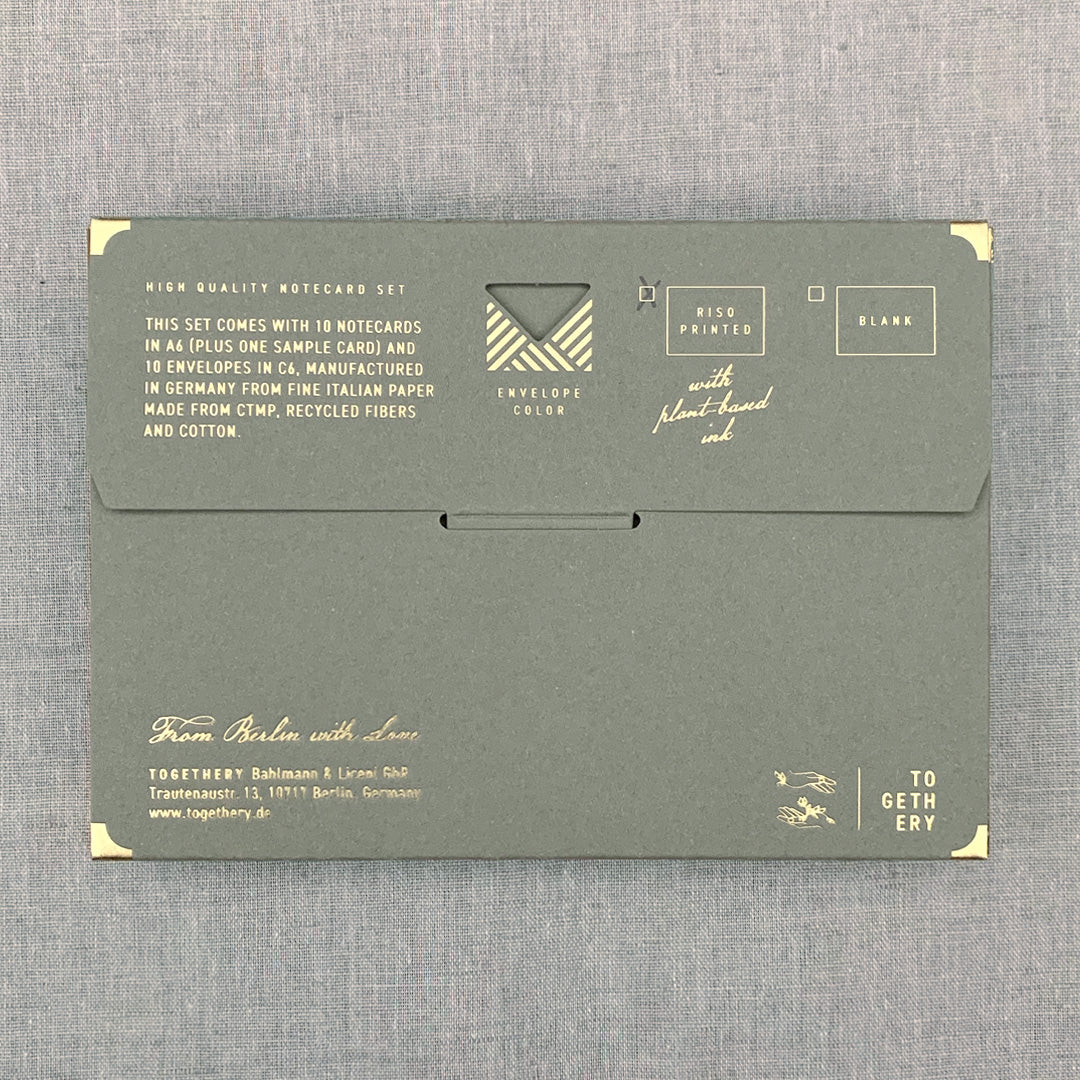 HIGH QUALITY NOTECARD SET
THIS SET COMES WITH 10 NOTECARDS
IN A6 (PLUS ONE SAMPLE CARD) AND
10 ENVELOPES IN C6, MANUFACTURED
IN GERMANY FROM FINE ITALIAN PAPER
MADE FROM CTMP, RECYCLED FIBERS
AND COTTON.
ENVELOPE
COLOR
RISO
PRINTED
with
plant-based
ink
BLANK
From Berlin with Love
TOGETHERY Bahlmann & GbR
Trautenaustr. 13, 10717 Berlin, Germany
www.togethery.de
TO
GETH
ERY